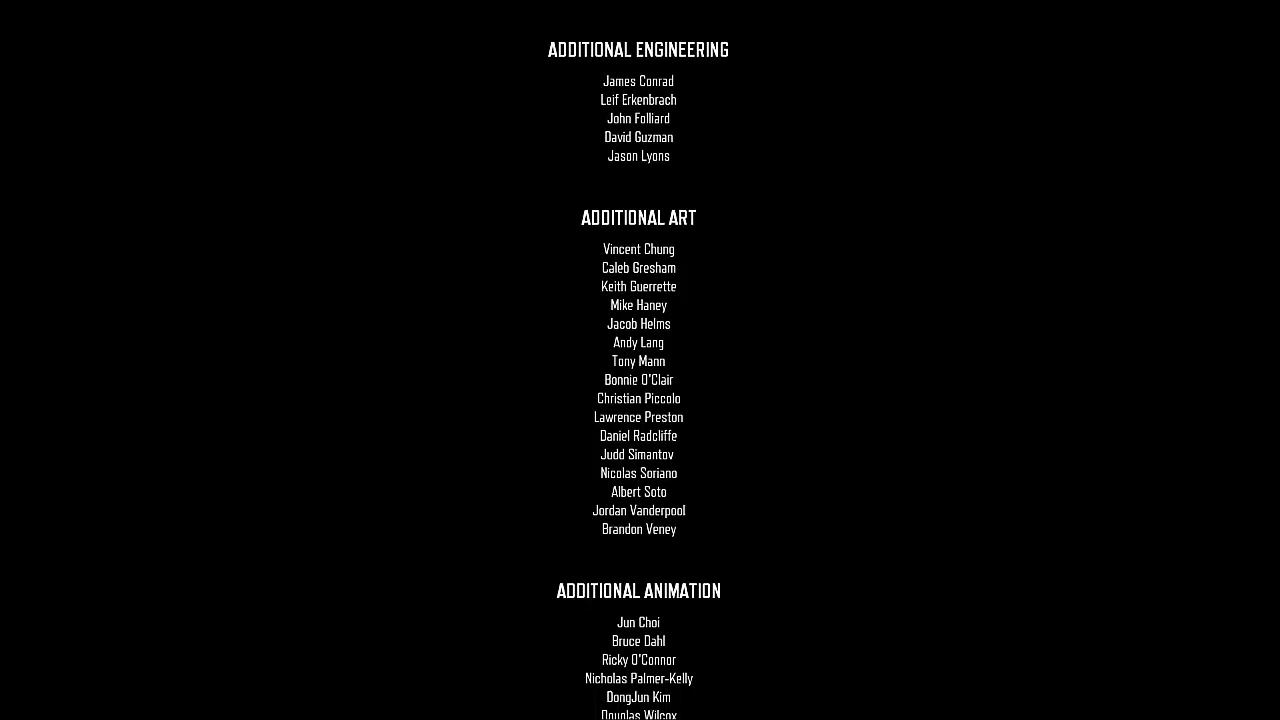 ADDITIONAL ENGINEERING
James Conrad
Leif Erkenbrach
John Folliard
David Guzman
Jason Lyons
ADDITIONAL ART
Vincent Chung
Caleb Gresham
Keith Guerrette
Mike Haney
Jacob Helms
Andy Lang
Tony Mann
Bonnie O'Clair
Christian Piccolo
Lawrence Preston
Daniel Radcliffe
Judd Simantov
Nicolas Soriano
Albert Soto
Jordan Vanderpool
Brandon Veney
ADDITIONAL ANIMATION
Jun Choi
Bruce Dahl
Ricky O'Connor
Nicholas Palmer-Kelly
DongJun Kim
Douglas Wilcox